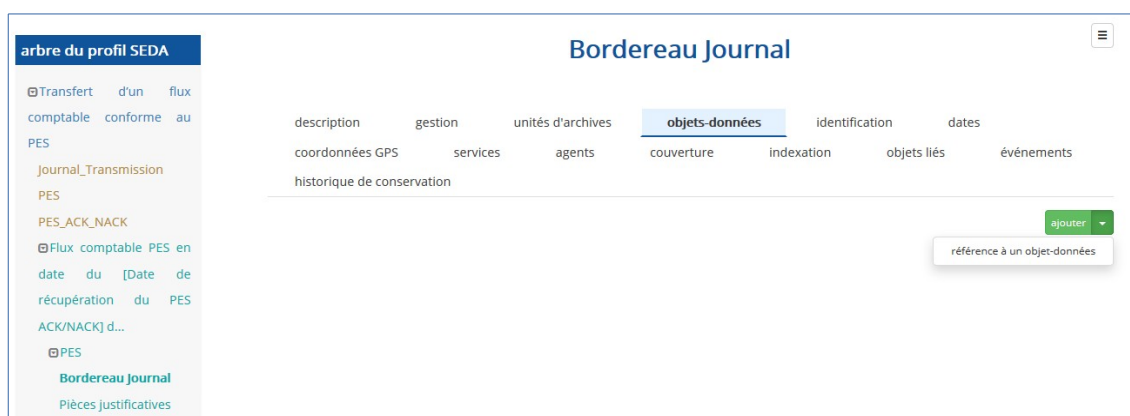 arbre du profil SEDA
Transfert d'un flux
comptable conforme au
PES
Journal_Transmission
PES
PES_ACK_NACK
Flux comptable PES en
date du [Date de
récupération du PES
ACK/NACK] d...
PES
Bordereau Journal
Pièces justificatives
Bordereau Journal
description gestion unités d'archives objets-données identification dates
coordonnées GPS services agents couverture indexation objets liés événements
historique de conservation
ajouter
référence à un objet-données